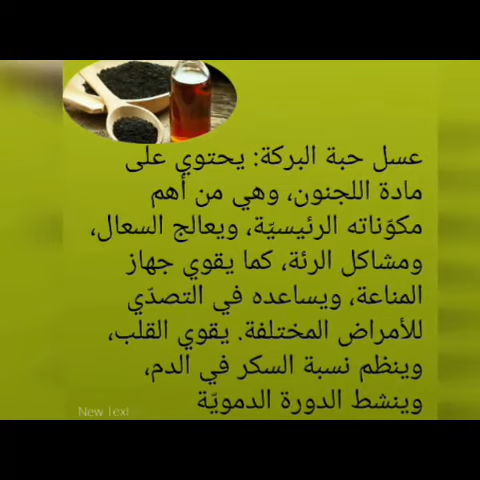 عسل حبة البركة: يحتوي على
مادة اللجنون، وهي من أهم
مكوّناته الرئيسيّة، ويعالج السعال،
ومشاكل الرئة، كما يقوي جهاز
المناعة، ويساعده في التصدّي
للأمراض المختلفة. يقوي القلب،
وينظم نسبة السكر في الدم،
وينشط الدورة الدمويّة
New Text